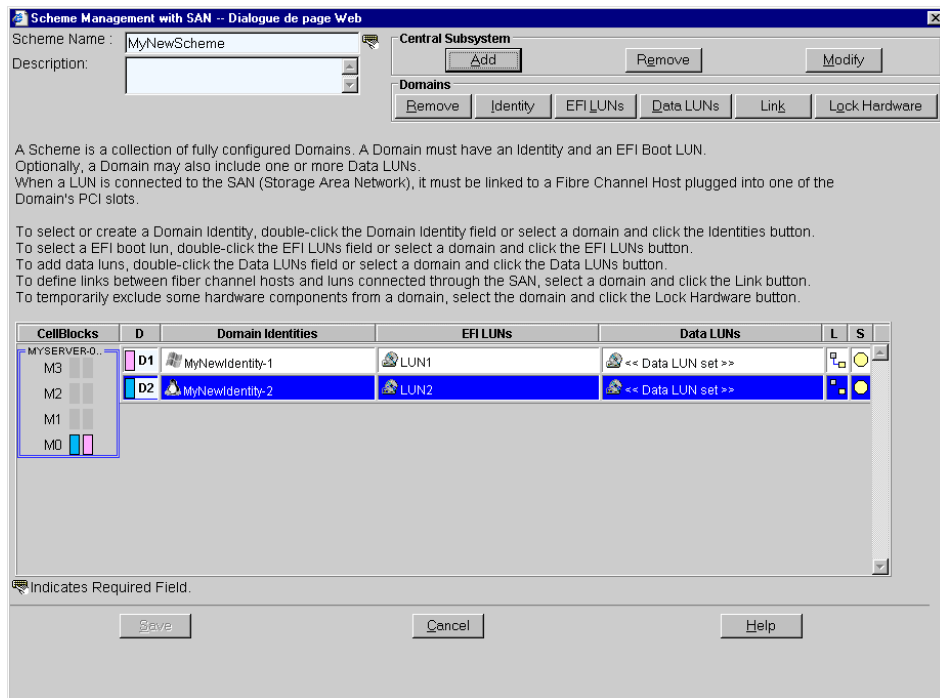 Scheme Management with SAN -- Dialogue de page Web
Scheme Name : MyNewScheme
Description:
Central Subsystem
Add Remove Modify
Domains
Remove Identity EFI LUNs Data LUNs Link Lock Hardware
A Scheme is a collection of fully configured Domains. A Domain must have an Identity and an EFI Boot LUN.
Optionally, a Domain may also include one or more Data LUNs.
When a LUN is connected to the SAN (Storage Area Network), it must be linked to a Fibre Channel Host plugged into one of the
Domain's PCI slots.
To select or create a Domain Identity, double-click the Domain Identity field or select a domain and click the Identities button.
To select a EFI boot lun, double-click the EFI LUNs field or select a domain and click the EFI LUNs button.
To add data luns, double-click the Data LUNs field or select a domain and click the Data LUNs button.
To define links between fiber channel hosts and luns connected through the SAN, select a domain and click the Link button.
To temporarily exclude some hardware components from a domain, select the domain and click the Lock Hardware button.
CellBlocks D Domain Identities EFI LUNs Data LUNs L S
MYSERVER-0..
M3
M2
M1
M0
D1 MyNewIdentity-1 LUN1 << Data LUN set >>
D2 MyNewIdentity-2 LUN2 << Data LUN set >>
Indicates Required Field.
Save Cancel Help